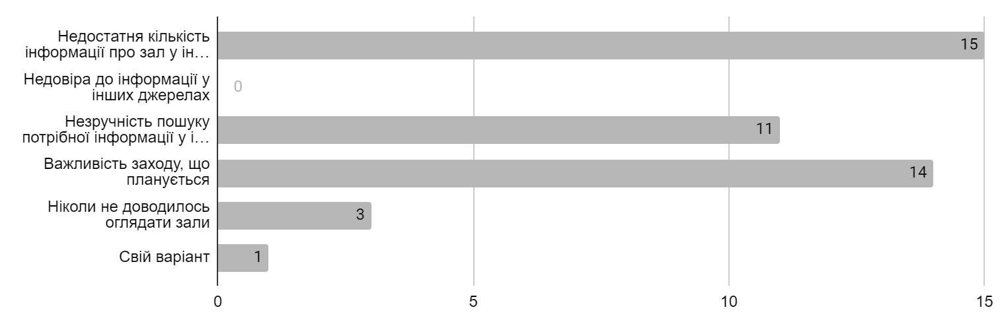 Недостатня кількість
інформації про зал у ін…
15
Недовіра до інформації у
інших джерелах
0
Незручність пошуку
потрібної інформації у і…
11
Важливість заходу, що
планується
14
Ніколи не доводилось
оглядати зали
3
Свій варіант
1
0 5 10 15